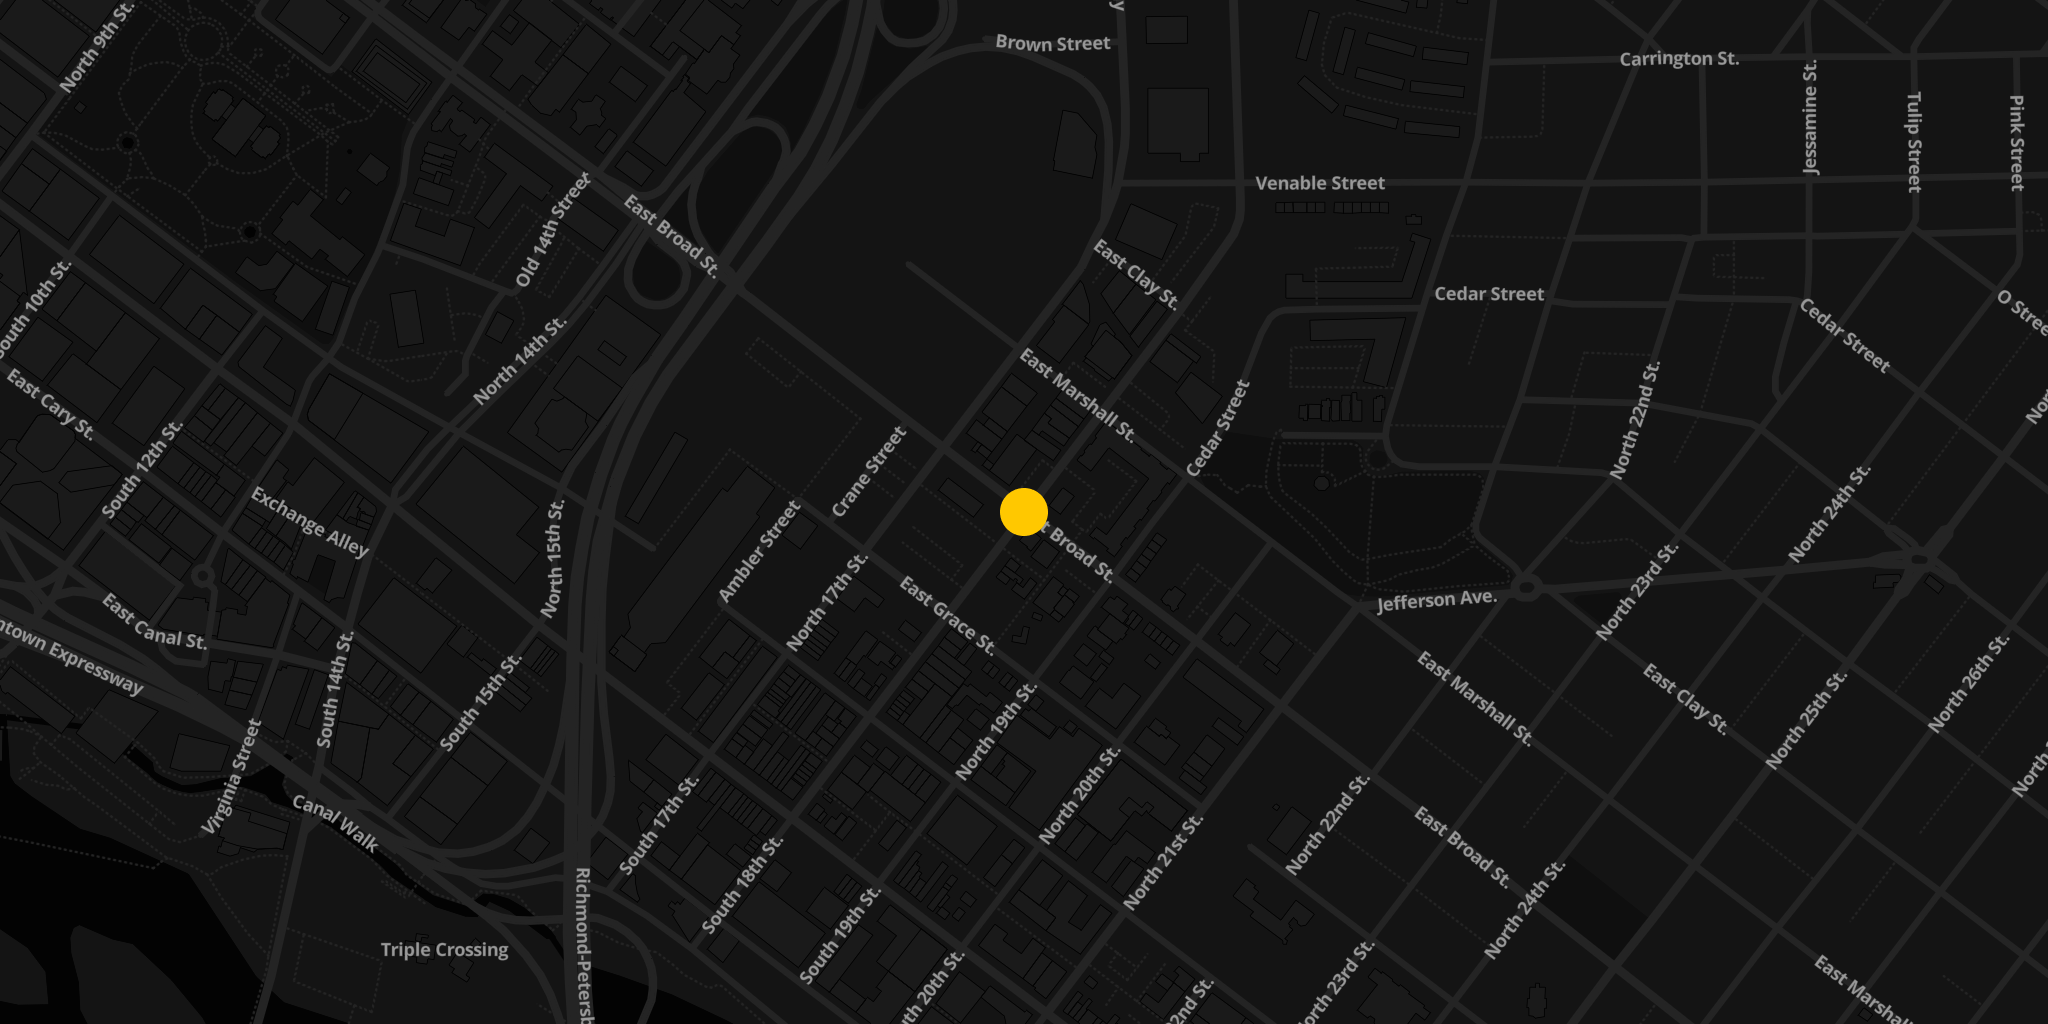 North 9th St.
Brown Street
Carrington St.
Jessamine St.
Tulip Street
Pink Street
Venable Street
Old 14th Street
East Broad St.
East Clay St.
Cedar Street
Cedar Street
O Stree
South 10th St.
North 14th St.
East Marshall St.
Cedar Street
North 22nd St.
East Cary St.
South 12th St.
Crane Street
North 24th St.
Exchange Alley
North 15th St.
Ambler Street
North 17th St.
East Grace St.
t Broad St.
Jefferson Ave.
North 23rd St.
East Canal St.
ntown Expressway
South 14th St.
South 15th St.
North 19th St.
East Marshall St.
East Clay St.
North 25th St.
North 26th St.
Virginia Street
Canal Walk
South 17th St.
South 18th St.
North 20th St.
North 21st St.
North 22nd St.
East Broad St.
North 24th St.
Triple Crossing
Richmond-Petersb
South 19th St.
uth 20th St.
22nd St.
orth 23rd St.
East Marshall